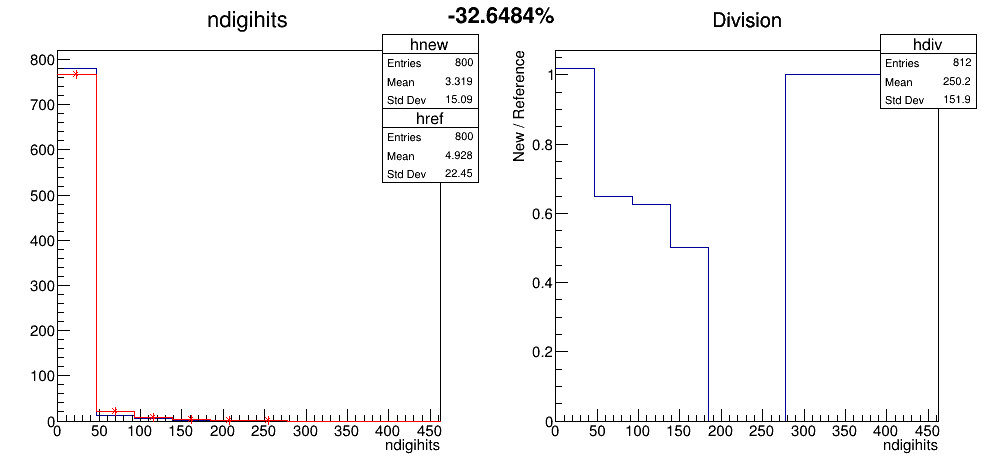 -32.6484%
ndigihits
hnew
Entries 800
Mean 3.319
Std Dev 15.09
href
Entries 800
Mean 4.928
Std Dev 22.45
800
700
600
500
400
300
200
100
0
0 50 100 150 200 250 300 350 400 450
ndigihits
Division
hdiv
Entries 812
Mean 250.2
Std Dev 151.9
New / Reference
1
0.8
0.6
0.4
0.2
0
0 50 100 150 200 250 300 350 400 450
ndigihits